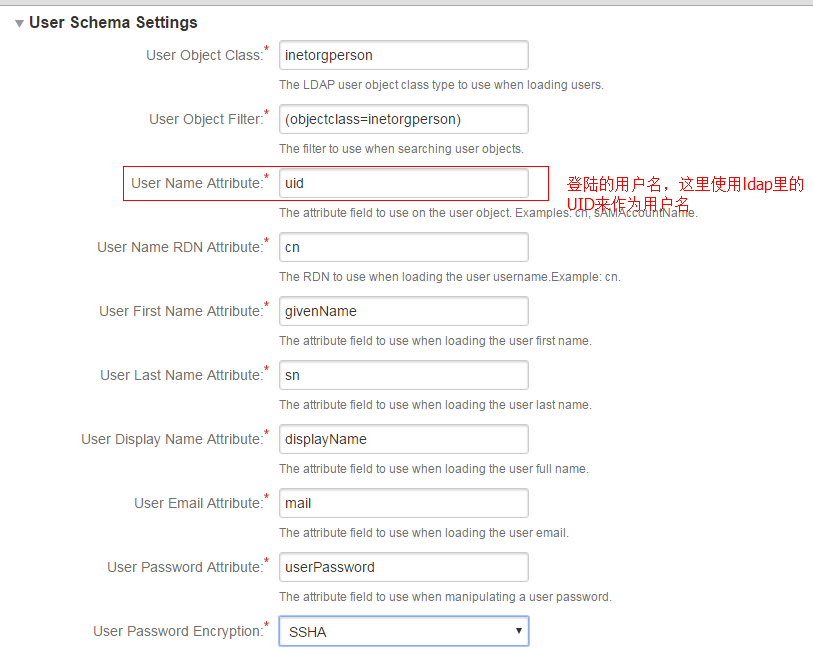 User Schema Settings
User Object Class:*
inetorgperson
The LDAP user object class type to use when loading users.
User Object Filter:*
(objectclass=inetorgperson)
The filter to use when searching user objects.
User Name Attribute:*
uid
登陆的用户名，这里使用ldap里的
UID来作为用户名
The attribute field to use on the user object. Examples: cn, sAMAccountName.
User Name RDN Attribute:*
cn
The RDN to use when loading the user username.Example: cn.
User First Name Attribute:*
givenName
The attribute field to use when loading the user first name.
User Last Name Attribute:*
sn
The attribute field to use when loading the user last name.
User Display Name Attribute:*
displayName
The attribute field to use when loading the user full name.
User Email Attribute:*
mail
The attribute field to use when loading the user email.
User Password Attribute:*
userPassword
The attribute field to use when manipulating a user password.
User Password Encryption:*
SSHA